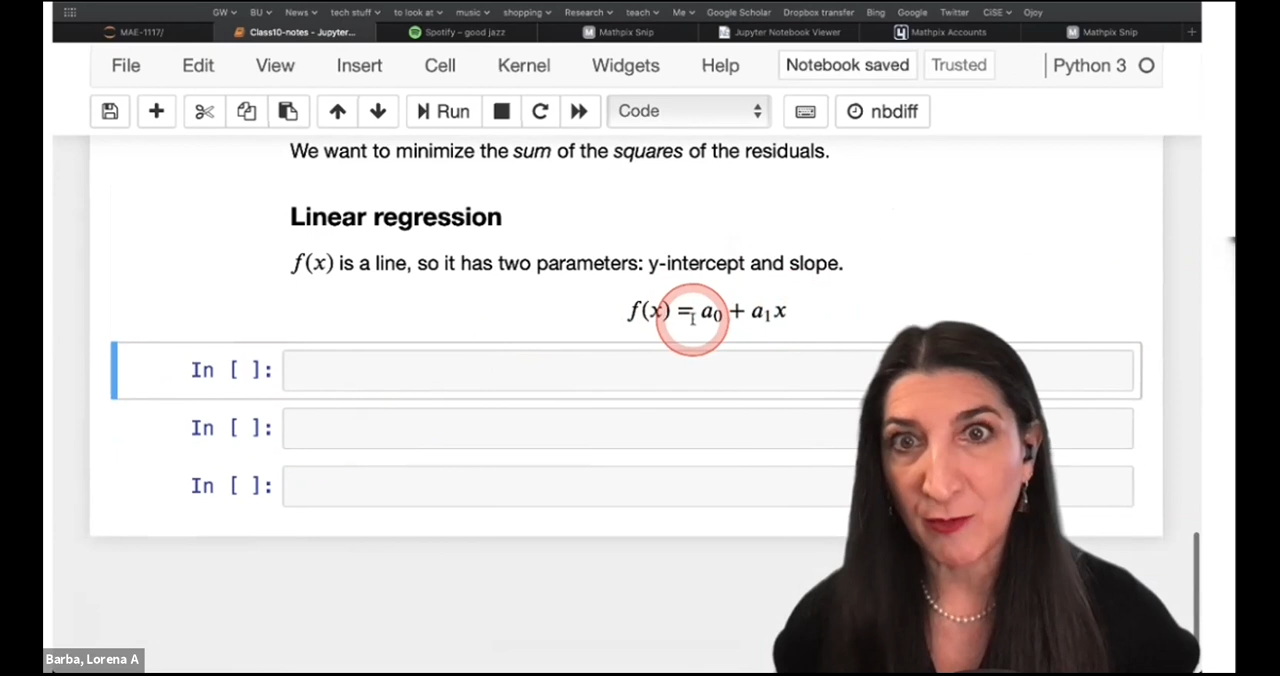 GW BU News tech stuff to look at music shopping Research teach Me Google Scholar Dropbox transfer Bing Google Twitter CiSE Ojoy
MAE-1117/ Class10-notes - Jupyter... Spotify – good jazz Mathpix Snip Jupyter Notebook Viewer Mathpix Accounts Mathpix Snip
File Edit View Insert Cell Kernel Widgets Help Notebook saved Trusted Python 3
Run Code nbdiff
We want to minimize the sum of the squares of the residuals.
Linear regression
f(x) is a line, so it has two parameters: y-intercept and slope.
f(x) = a₀ + a₁x
In [ ]:
In [ ]:
In [ ]:
Barba, Lorena A